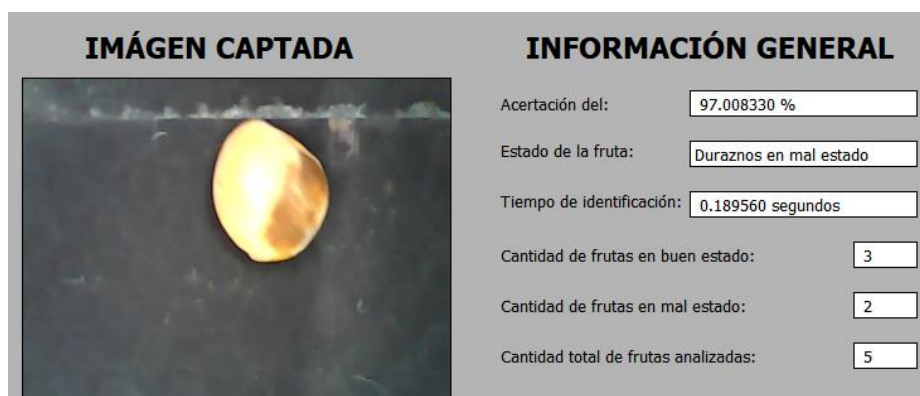 IMÁGEN CAPTADA
INFORMACIÓN GENERAL
Acertación del: 97.008330 %
Estado de la fruta: Duraznos en mal estado
Tiempo de identificación: 0.189560 segundos
Cantidad de frutas en buen estado: 3
Cantidad de frutas en mal estado: 2
Cantidad total de frutas analizadas: 5